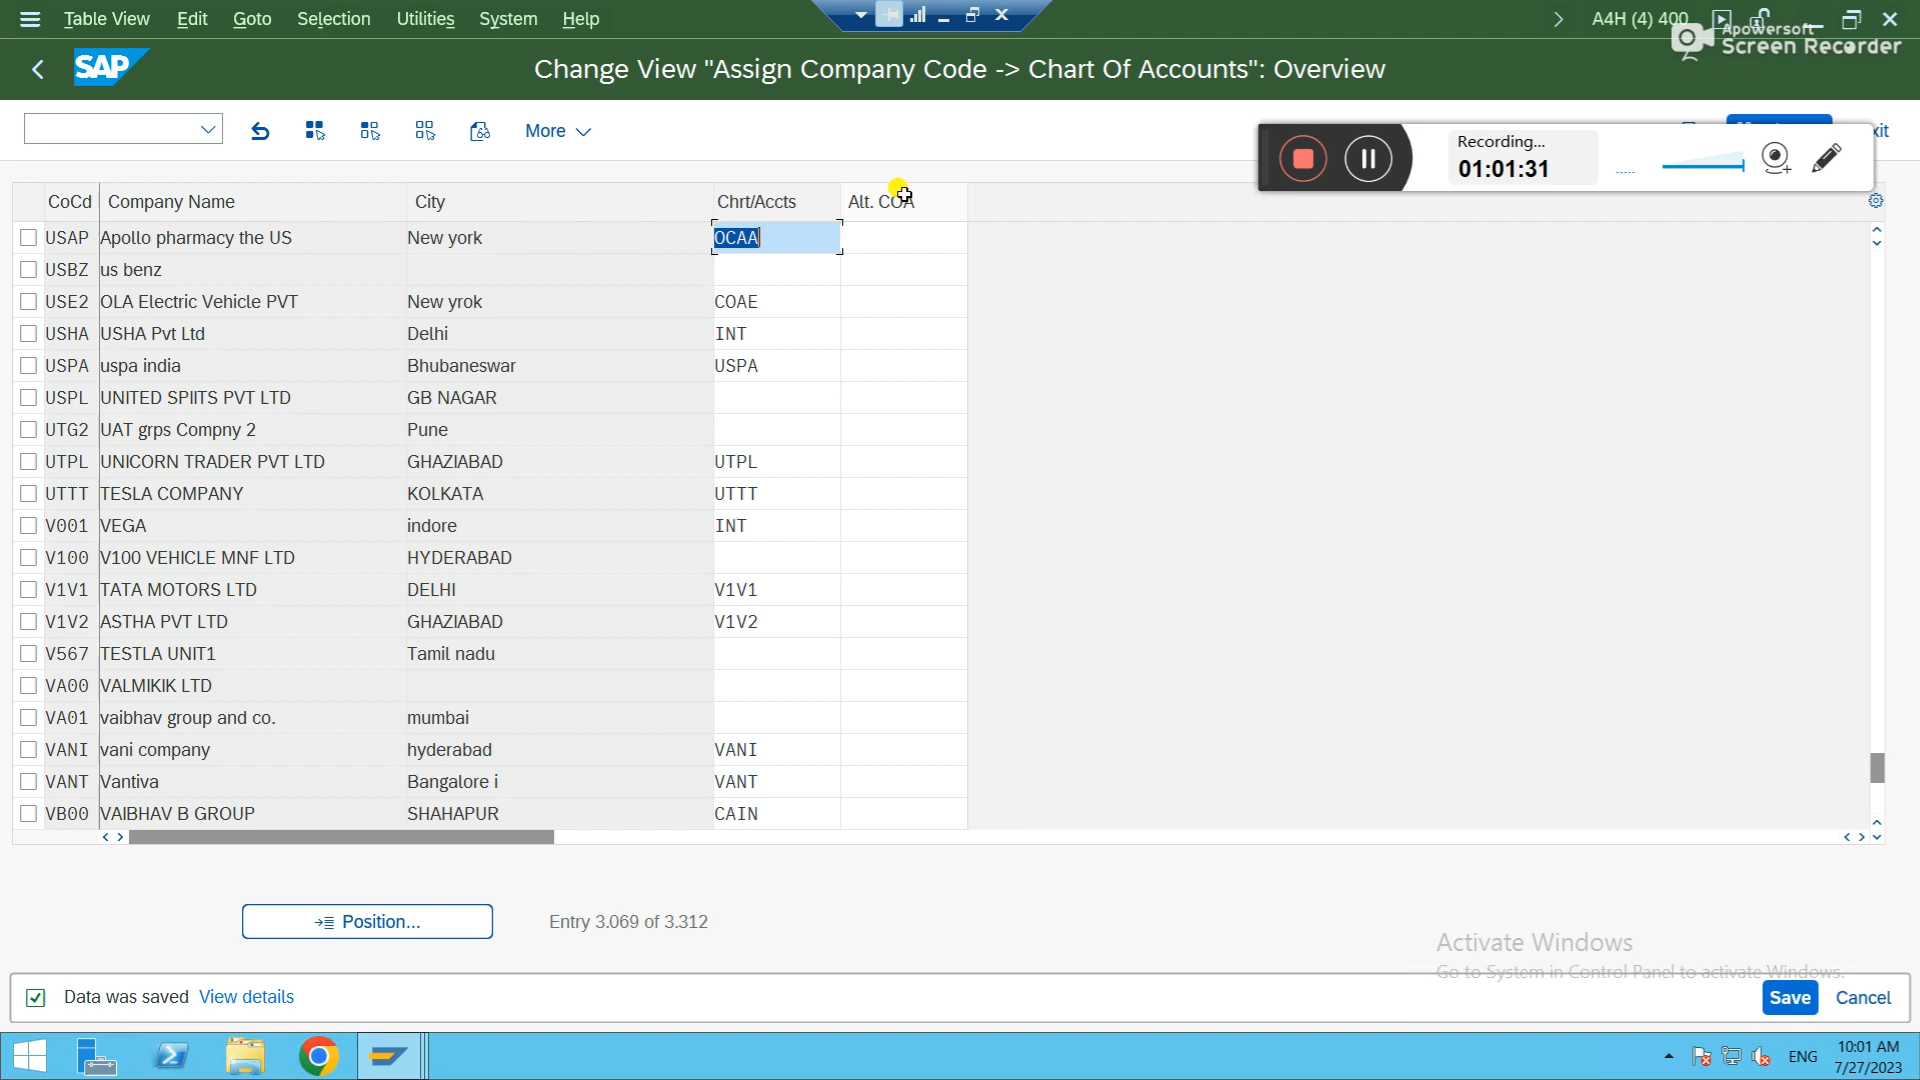 Table View Edit Goto Selection Utilities System Help A4H (4) 400
Apowersoft
Screen Recorder
SAP Change View "Assign Company Code -> Chart Of Accounts": Overview
More
Recording...
01:01:31
CoCd Company Name City Chrt/Accts Alt. COA
USAP Apollo pharmacy the US New york OCAA
USBZ us benz
USE2 OLA Electric Vehicle PVT New yrok COAE
USHA USHA Pvt Ltd Delhi INT
USPA uspa india Bhubaneswar USPA
USPL UNITED SPIITS PVT LTD GB NAGAR
UTG2 UAT grps Compny 2 Pune
UTPL UNICORN TRADER PVT LTD GHAZIABAD UTPL
UTTT TESLA COMPANY KOLKATA UTTT
V001 VEGA indore INT
V100 V100 VEHICLE MNF LTD HYDERABAD
V1V1 TATA MOTORS LTD DELHI V1V1
V1V2 ASTHA PVT LTD GHAZIABAD V1V2
V567 TESTLA UNIT1 Tamil nadu
VA00 VALMIKIK LTD
VA01 vaibhav group and co. mumbai
VANI vani company hyderabad VANI
VANT Vantiva Bangalore i VANT
VB00 VAIBHAV B GROUP SHAHAPUR CAIN
Position... Entry 3.069 of 3.312
Activate Windows
Go to System in Control Panel to activate Windows.
Data was saved View details Save Cancel
ENG 10:01 AM
7/27/2023